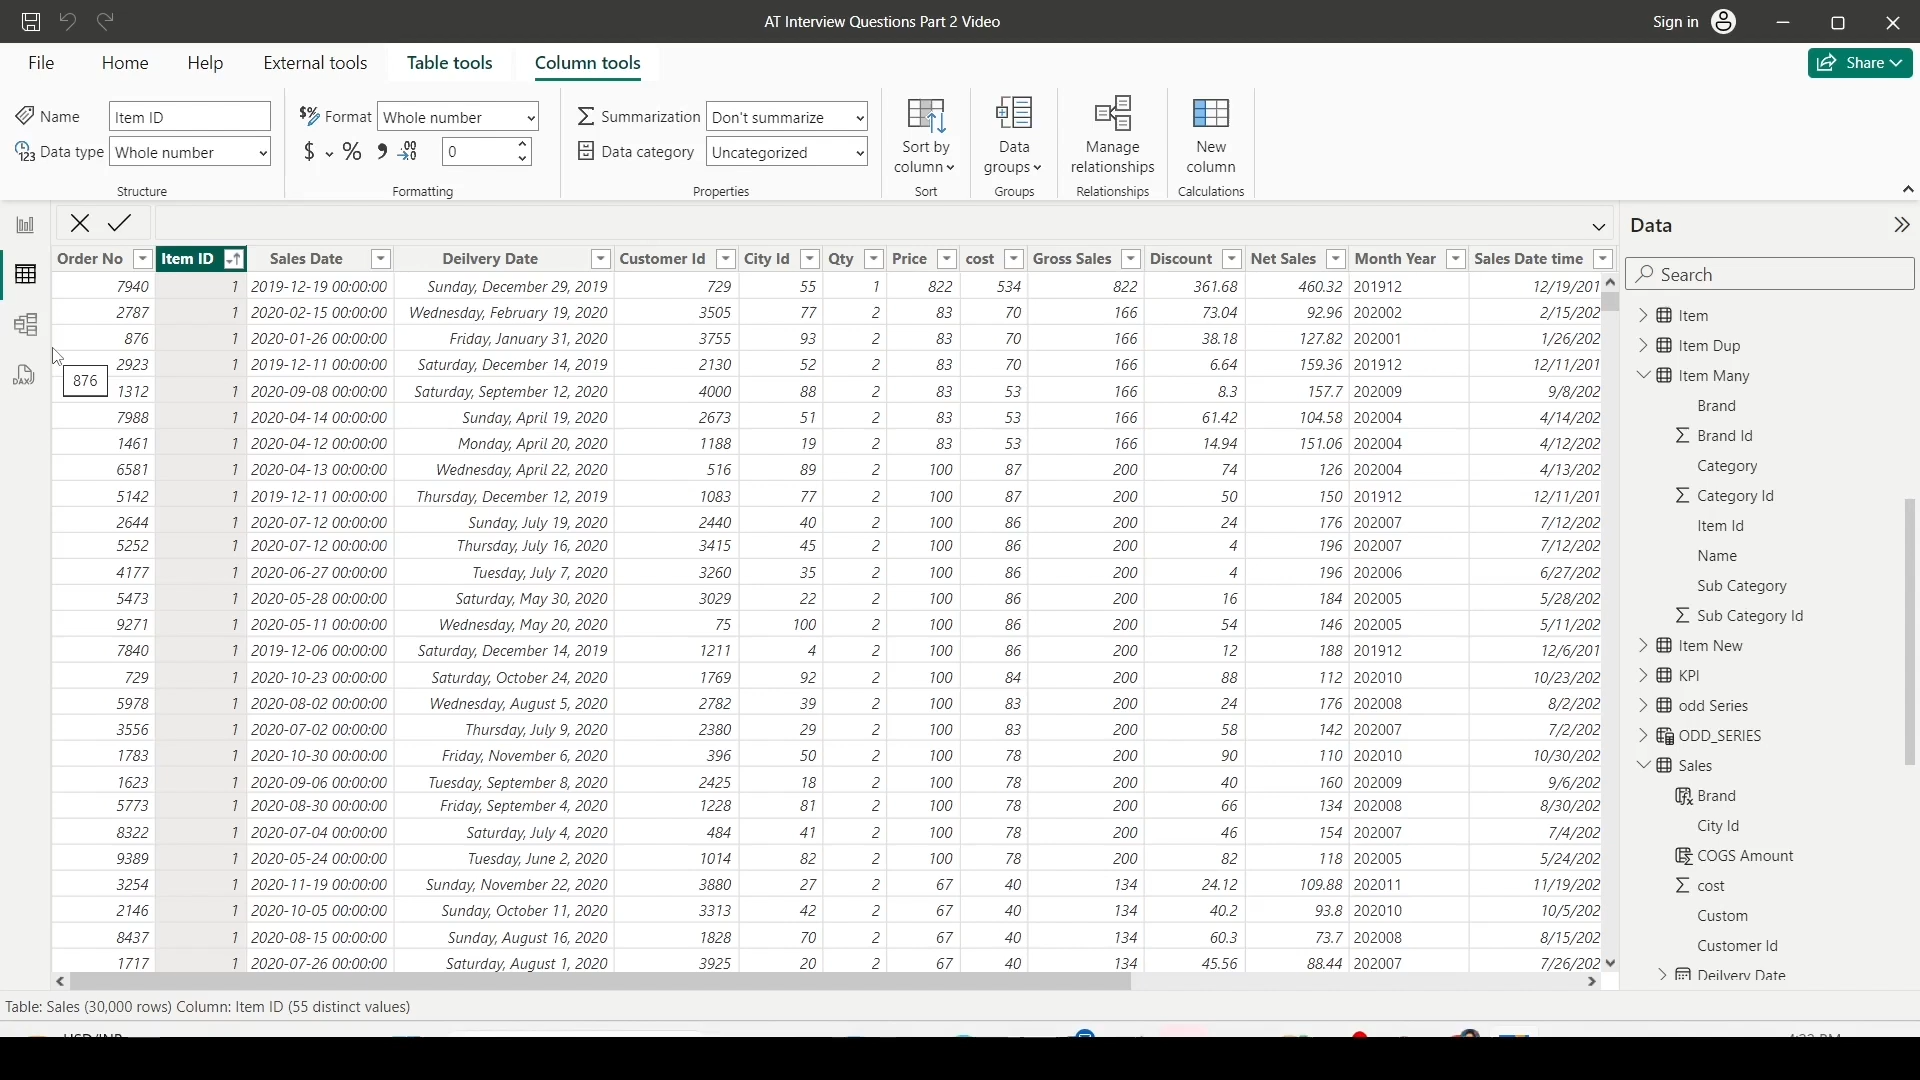 AT Interview Questions Part 2 Video
Sign in
File Home Help External tools Table tools Column tools
Share
Name Item ID
Format Whole number
Summarization Don't summarize
Data type Whole number
$ % 0
Data category Uncategorized
Sort by column
Data groups
Manage relationships
New column
Structure Formatting Properties Sort Groups Relationships Calculations
Data
Search
Order No Item ID Sales Date Deilvery Date Customer Id City Id Qty Price cost Gross Sales Discount Net Sales Month Year Sales Date time
7940 1 2019-12-19 00:00:00 Sunday, December 29, 2019 729 55 1 822 534 822 361.68 460.32 201912 12/19/201
2787 1 2020-02-15 00:00:00 Wednesday, February 19, 2020 3505 77 2 83 70 166 73.04 92.96 202002 2/15/202
876 1 2020-01-26 00:00:00 Friday, January 31, 2020 3755 93 2 83 70 166 38.18 127.82 202001 1/26/202
2923 1 2019-12-11 00:00:00 Saturday, December 14, 2019 2130 52 2 83 70 166 6.64 159.36 201912 12/11/201
876
1312 1 2020-09-08 00:00:00 Saturday, September 12, 2020 4000 88 2 83 53 166 8.3 157.7 202009 9/8/202
7988 1 2020-04-14 00:00:00 Sunday, April 19, 2020 2673 51 2 83 53 166 61.42 104.58 202004 4/14/202
1461 1 2020-04-12 00:00:00 Monday, April 20, 2020 1188 19 2 83 53 166 14.94 151.06 202004 4/12/202
6581 1 2020-04-13 00:00:00 Wednesday, April 22, 2020 516 89 2 100 87 200 74 126 202004 4/13/202
5142 1 2019-12-11 00:00:00 Thursday, December 12, 2019 1083 77 2 100 87 200 50 150 201912 12/11/201
2644 1 2020-07-12 00:00:00 Sunday, July 19, 2020 2440 40 2 100 86 200 24 176 202007 7/12/202
5252 1 2020-07-12 00:00:00 Thursday, July 16, 2020 3415 45 2 100 86 200 4 196 202007 7/12/202
4177 1 2020-06-27 00:00:00 Tuesday, July 7, 2020 3260 35 2 100 86 200 4 196 202006 6/27/202
5473 1 2020-05-28 00:00:00 Saturday, May 30, 2020 3029 22 2 100 86 200 16 184 202005 5/28/202
9271 1 2020-05-11 00:00:00 Wednesday, May 20, 2020 75 100 2 100 86 200 54 146 202005 5/11/202
7840 1 2019-12-06 00:00:00 Saturday, December 14, 2019 1211 4 2 100 86 200 12 188 201912 12/6/201
729 1 2020-10-23 00:00:00 Saturday, October 24, 2020 1769 92 2 100 84 200 88 112 202010 10/23/202
5978 1 2020-08-02 00:00:00 Wednesday, August 5, 2020 2782 39 2 100 83 200 24 176 202008 8/2/202
3556 1 2020-07-02 00:00:00 Thursday, July 9, 2020 2380 29 2 100 83 200 58 142 202007 7/2/202
1783 1 2020-10-30 00:00:00 Friday, November 6, 2020 396 50 2 100 78 200 90 110 202010 10/30/202
1623 1 2020-09-06 00:00:00 Tuesday, September 8, 2020 2425 18 2 100 78 200 40 160 202009 9/6/202
5773 1 2020-08-30 00:00:00 Friday, September 4, 2020 1228 81 2 100 78 200 66 134 202008 8/30/202
8322 1 2020-07-04 00:00:00 Saturday, July 4, 2020 484 41 2 100 78 200 46 154 202007 7/4/202
9389 1 2020-05-24 00:00:00 Tuesday, June 2, 2020 1014 82 2 100 78 200 82 118 202005 5/24/202
3254 1 2020-11-19 00:00:00 Sunday, November 22, 2020 3880 27 2 67 40 134 24.12 109.88 202011 11/19/202
2146 1 2020-10-05 00:00:00 Sunday, October 11, 2020 3313 42 2 67 40 134 40.2 93.8 202010 10/5/202
8437 1 2020-08-15 00:00:00 Sunday, August 16, 2020 1828 70 2 67 40 134 60.3 73.7 202008 8/15/202
1717 1 2020-07-26 00:00:00 Saturday, August 1, 2020 3925 20 2 67 40 134 45.56 88.44 202007 7/26/202
Item
Item Dup
Item Many
Brand
Brand Id
Category
Category Id
Item Id
Name
Sub Category
Sub Category Id
Item New
KPI
odd Series
ODD_SERIES
Sales
Brand
City Id
COGS Amount
cost
Custom
Customer Id
Deilvery Date
Table: Sales (30,000 rows) Column: Item ID (55 distinct values)